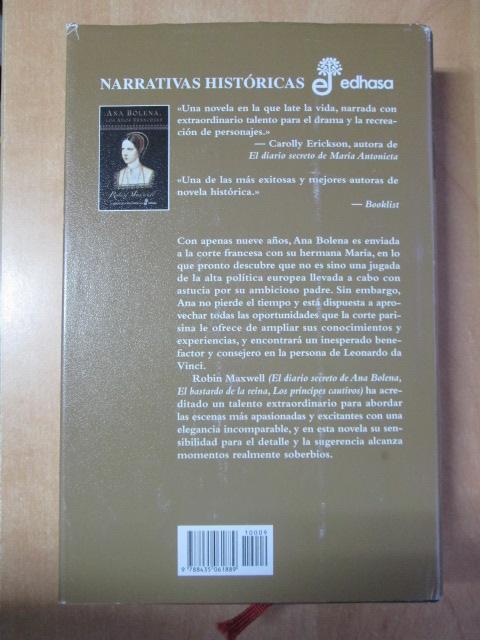 NARRATIVAS HISTÓRICAS edhasa
ANA BOLENA,
LOS AÑOS FRANCESES
Robin Maxwell
«Una novela en la que late la vida, narrada con
extraordinario talento para el drama y la recrea-
ción de personajes.»
— Carolly Erickson, autora de
El diario secreto de María Antonieta
«Una de las más exitosas y mejores autoras de
novela histórica.»
— Booklist
Con apenas nueve años, Ana Bolena es enviada
a la corte francesa con su hermana Maria, en lo
que pronto descubre que no es sino una jugada
de la alta política europea llevada a cabo con
astucia por su ambicioso padre. Sin embargo,
Ana no pierde el tiempo y está dispuesta a apro-
vechar todas las oportunidades que la corte pari-
sina le ofrece de ampliar sus conocimientos y
experiencias, y encontrará un inesperado bene-
factor y consejero en la persona de Leonardo da
Vinci.
Robin Maxwell (El diario secreto de Ana Bolena,
El bastardo de la reina, Los príncipes cautivos) ha acre-
ditado un talento extraordinario para abordar
las escenas más apasionadas y excitantes con una
elegancia incomparable, y en esta novela su sen-
sibilidad para el detalle y la sugerencia alcanza
momentos realmente soberbios.
10009
9 788435 061889